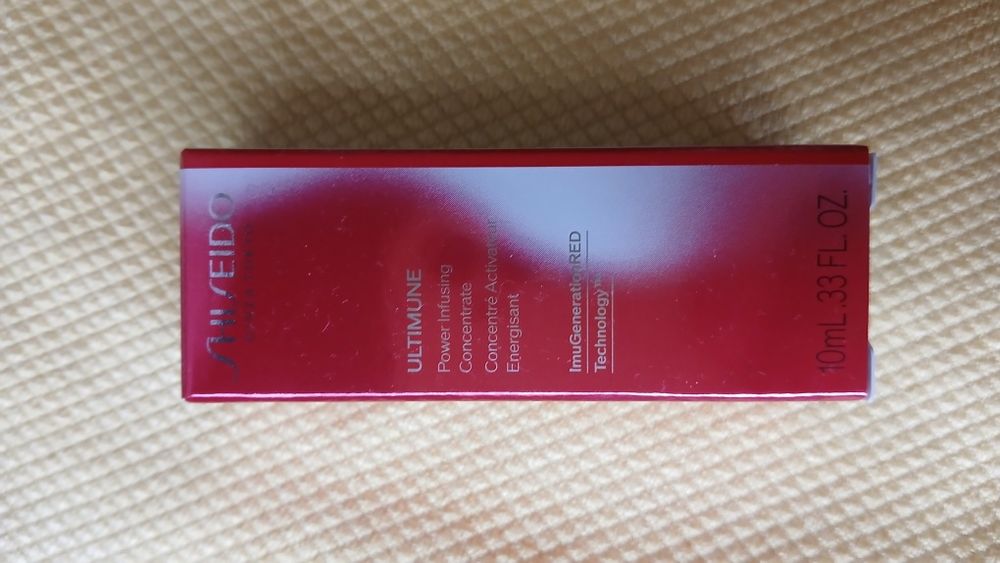 SHISEIDO
GINZA TOKYO
ULTIMUNE
Power Infusing
Concentrate
Concentré Activateur
Energisant
ImuGenerationRED
Technology™
10mL .33 FL. OZ.